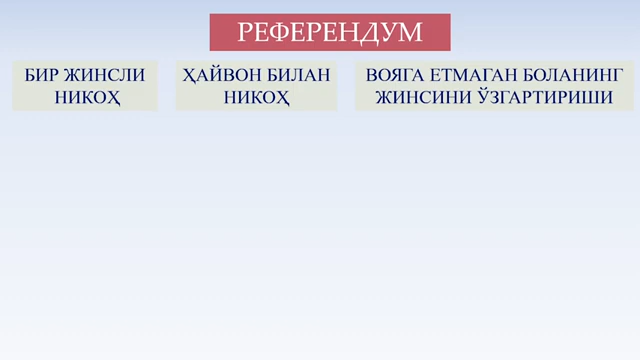 РЕФЕРЕНДУМ
БИР ЖИНСЛИ
НИКОҲ
ҲАЙВОН БИЛАН
НИКОҲ
ВОЯГА ЕТМАГАН БОЛАНИНГ
ЖИНСИНИ ЎЗГАРТИРИШИ